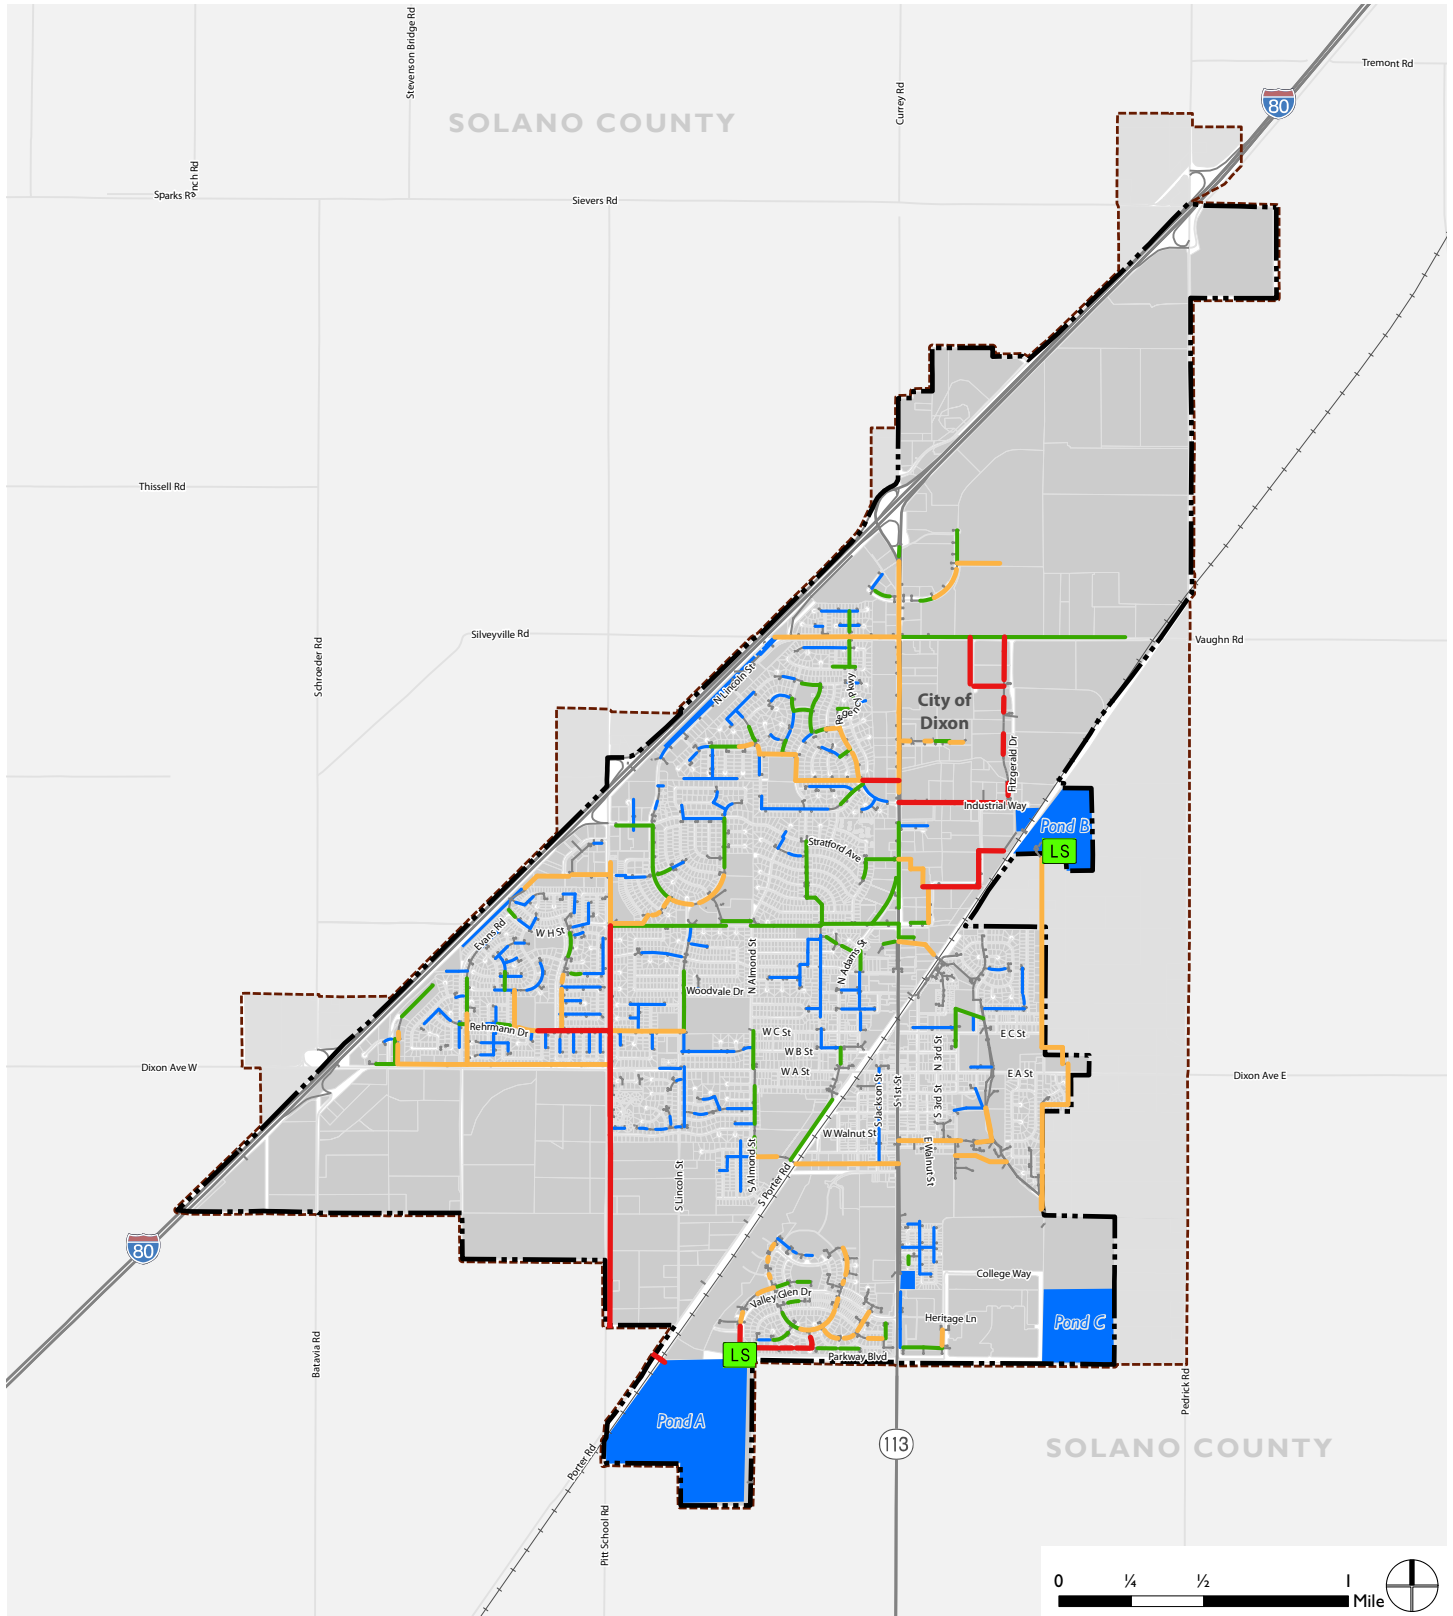 Stevenson Bridge Rd
Currey Rd
Tremont Rd
80
SOLANO COUNTY
nch Rd
Sparks R
Sievers Rd
Thissell Rd
Silveyville Rd
Vaughn Rd
Schroeder Rd
N Lincoln St
Regency Pkwy
City of
Dixon
Fitzgerald Dr
Industrial Way
Pond B
LS
Stratford Ave
Evans Rd
W H St
N Almond St
N Adams St
Woodvale Dr
Rehrmann Dr
W C St
E C St
W B St
N 3rd St
Dixon Ave W
W A St
E A St
Dixon Ave E
S Jackson St
S 1st St
S 3rd St
W Walnut St
E Walnut St
S Almond St
S Lincoln St
S Porter Rd
80
College Way
Valley Glen Dr
Heritage Ln
Pond C
LS
Parkway Blvd
Batavia Rd
Pedrick Rd
Pond A
113
SOLANO COUNTY
Porter Rd
Pitt School Rd
0 ¼ ½ 1
Mile